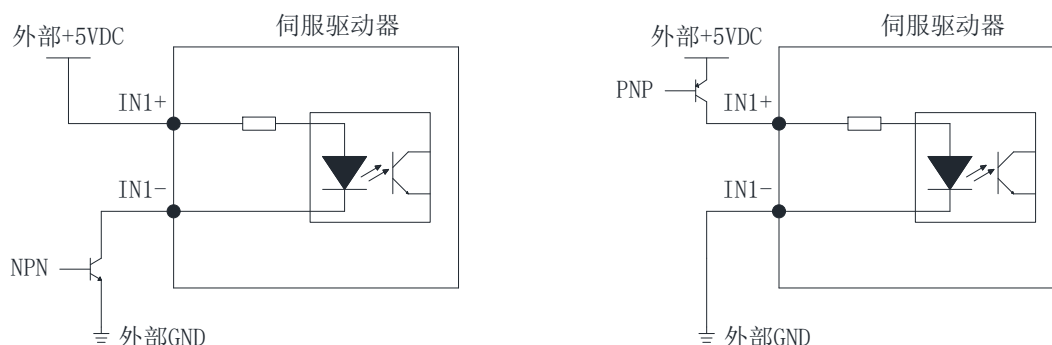 伺服驱动器
外部+5VDC
IN1+
IN1-
NPN
外部GND
伺服驱动器
外部+5VDC
PNP
IN1+
IN1-
外部GND